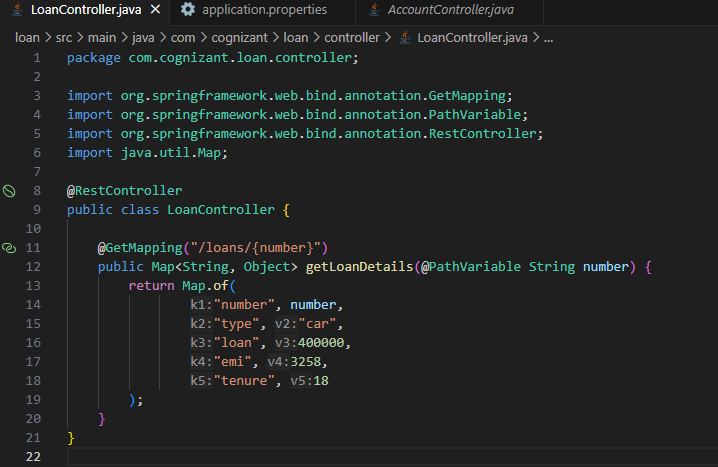 LoanController.java × application.properties AccountController.java
loan > src > main > java > com > cognizant > loan > controller > LoanController.java > ...
1 package com.cognizant.loan.controller;
2
3 import org.springframework.web.bind.annotation.GetMapping;
4 import org.springframework.web.bind.annotation.PathVariable;
5 import org.springframework.web.bind.annotation.RestController;
6 import java.util.Map;
7
8 @RestController
9 public class LoanController {
10
11 @GetMapping("/loans/{number}")
12 public Map<String, Object> getLoanDetails(@PathVariable String number) {
13 return Map.of(
14 k1:"number", number,
15 k2:"type", v2:"car",
16 k3:"loan", v3:400000,
17 k4:"emi", v4:3258,
18 k5:"tenure", v5:18
19 );
20 }
21 }
22